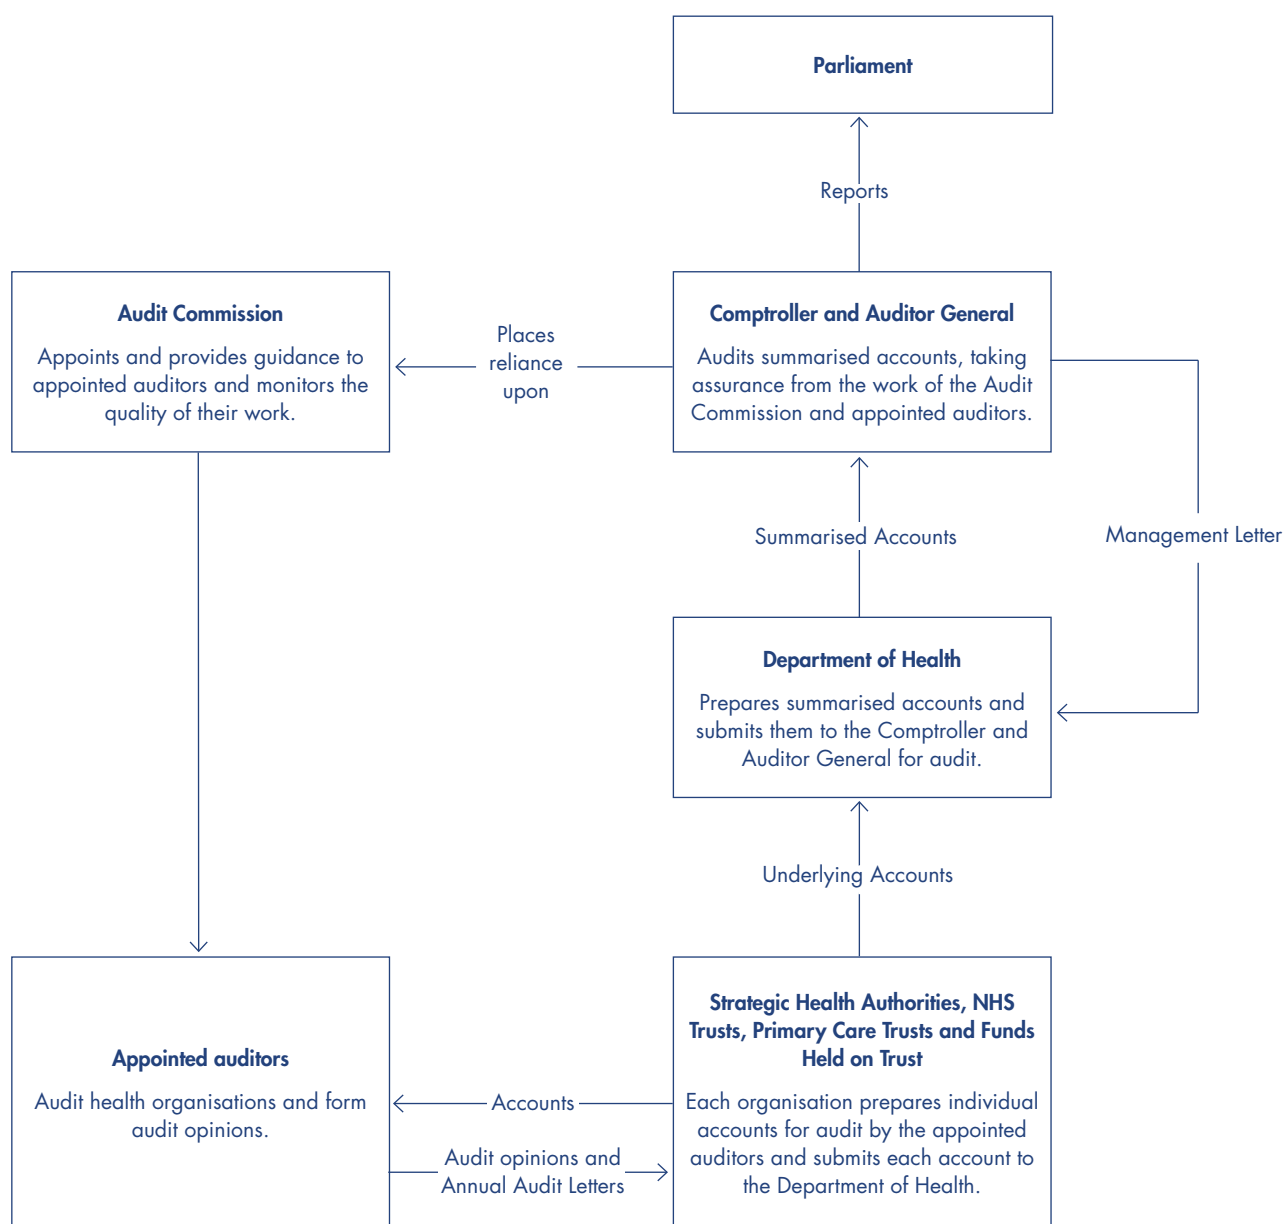 Parliament
Reports
Audit Commission
Appoints and provides guidance to
appointed auditors and monitors the
quality of their work.
Places
reliance
upon
Comptroller and Auditor General
Audits summarised accounts, taking
assurance from the work of the Audit
Commission and appointed auditors.
Summarised Accounts
Management Letter
Department of Health
Prepares summarised accounts and
submits them to the Comptroller and
Auditor General for audit.
Underlying Accounts
Appointed auditors
Audit health organisations and form
audit opinions.
Accounts
Audit opinions and
Annual Audit Letters
Strategic Health Authorities, NHS
Trusts, Primary Care Trusts and Funds
Held on Trust
Each organisation prepares individual
accounts for audit by the appointed
auditors and submits each account to
the Department of Health.